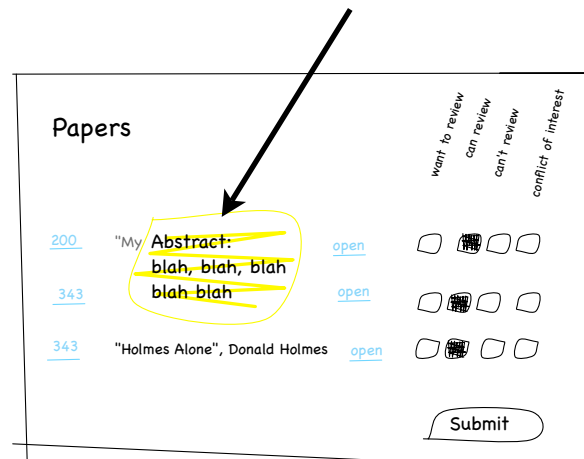 want to review
can review
can't review
conflict of interest
Papers
200 "My Abstract: open
blah, blah, blah
343 blah blah open
343 "Holmes Alone", Donald Holmes open
Submit